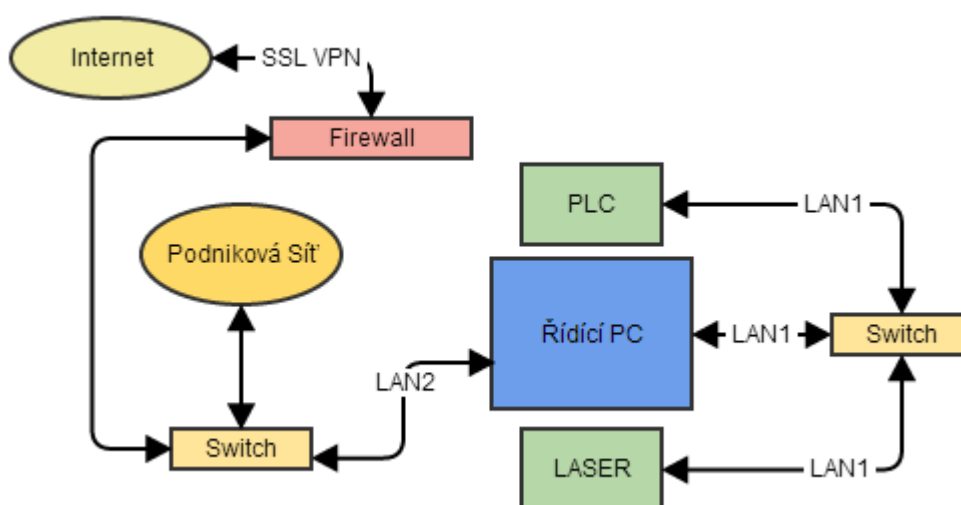 Internet
SSL VPN
Firewall
PLC
LAN1
Podniková Síť
Řídící PC
LAN1
Switch
LAN2
Switch
LASER
LAN1